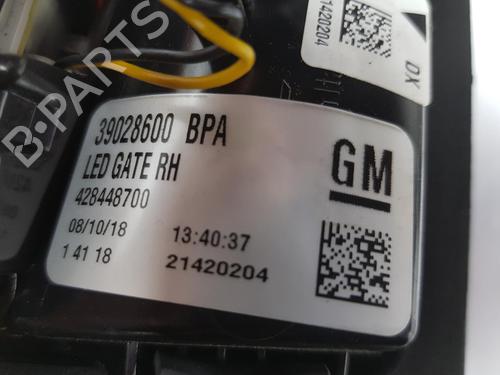 B-PARTS
21420204
DX
39028600 BPA
LED GATE RH
428448700
GM
08/10/18 13:40:37
1 41 18 21420204